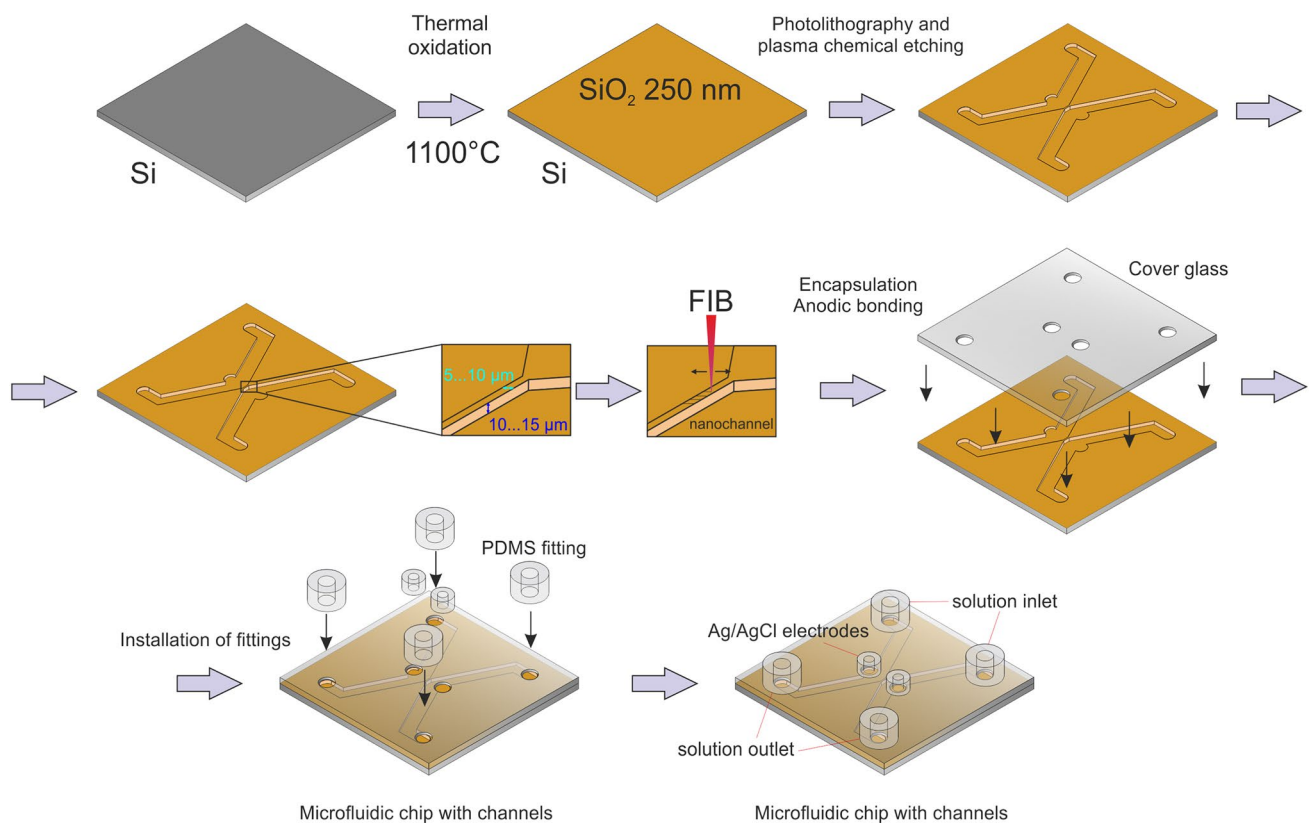 Thermal
oxidation
1100°C
Si
SiO₂ 250 nm
Si
Photolithography and
plasma chemical etching
5...10 µm
10...15 µm
FIB
nanochannel
Encapsulation
Anodic bonding
Cover glass
Installation of fittings
PDMS fitting
Microfluidic chip with channels
Ag/AgCl electrodes
solution inlet
solution outlet
Microfluidic chip with channels